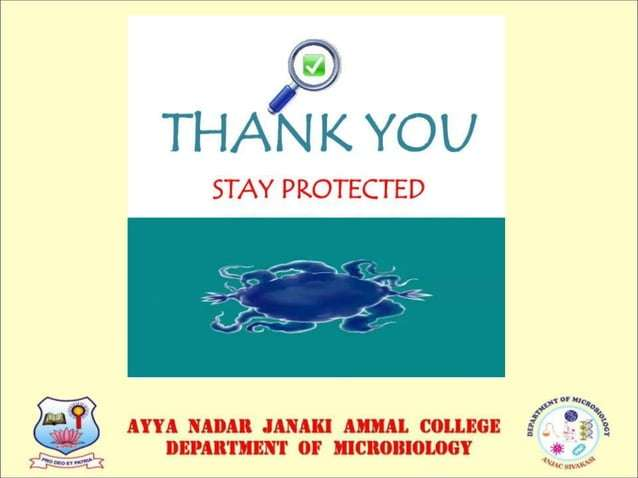 THANK YOU
STAY PROTECTED
AYYA NADAR JANAKI AMMAL COLLEGE
DEPARTMENT OF MICROBIOLOGY
PRO DEO ET PATRIA
DEPARTMENT OF MICROBIOLOGY
ANJAC SIVAKASI